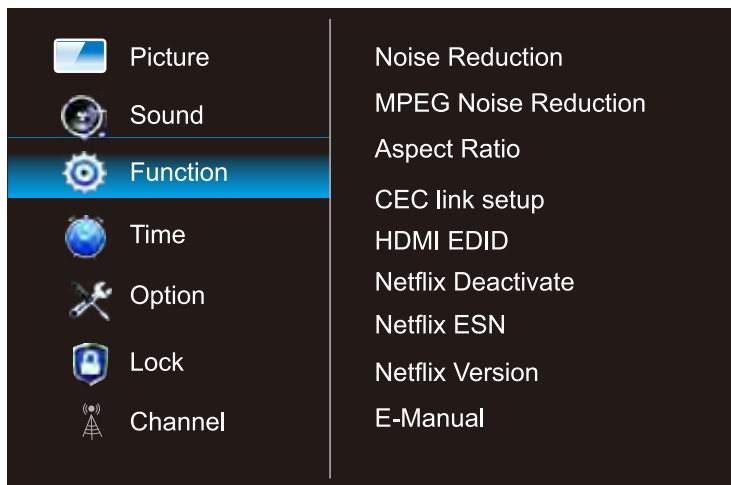 Picture
Sound
Function
Time
Option
Lock
Channel
Noise Reduction
MPEG Noise Reduction
Aspect Ratio
CEC link setup
HDMI EDID
Netflix Deactivate
Netflix ESN
Netflix Version
E-Manual